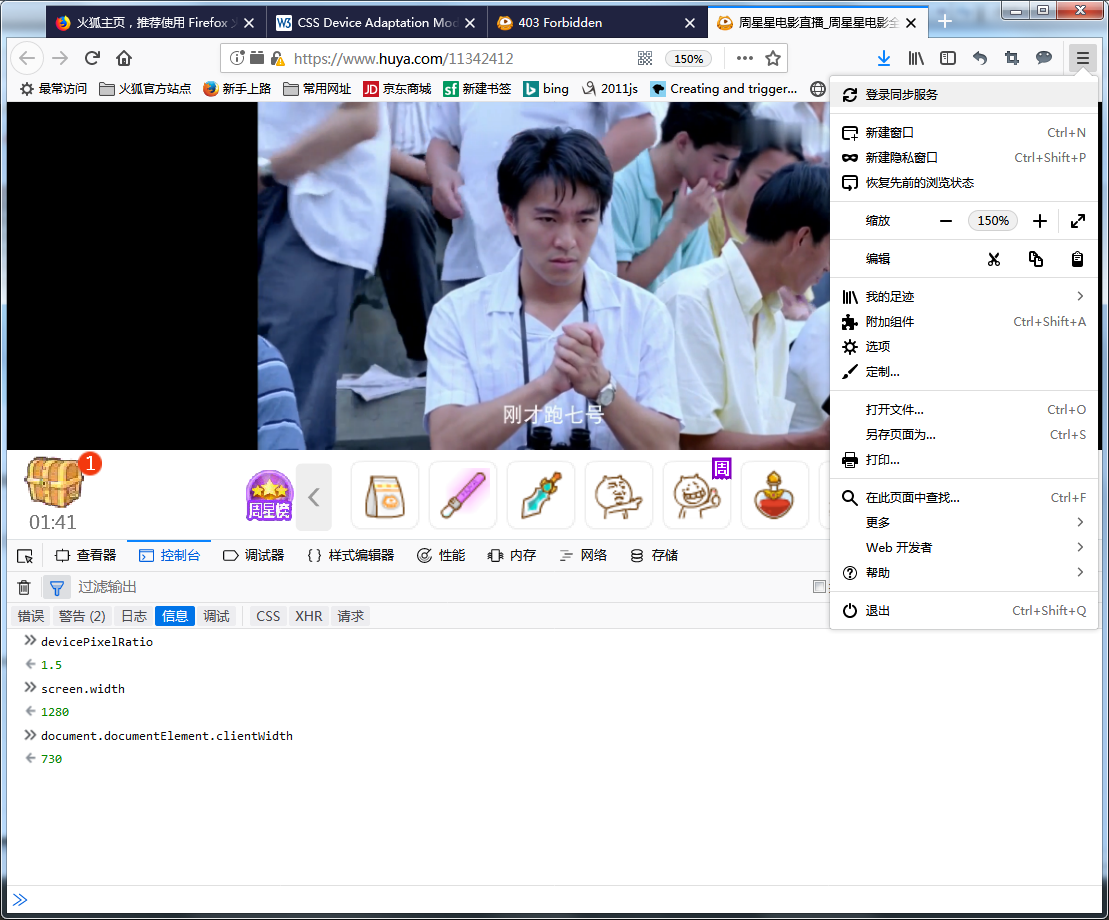 火狐主页，推荐使用 Firefox
CSS Device Adaptation Mod
403 Forbidden
周星星电影直播_周星星电影全
https://www.huya.com/11342412
150%
最常访问
火狐官方站点
新手上路
常用网址
JD 京东商城
sf 新建书签
bing
2011js
Creating and trigger...
登录同步服务
新建窗口 Ctrl+N
新建隐私窗口 Ctrl+Shift+P
恢复先前的浏览状态
缩放 150%
编辑
我的足迹
附加组件 Ctrl+Shift+A
选项
定制...
打开文件... Ctrl+O
另存页面为... Ctrl+S
打印...
在此页面中查找... Ctrl+F
更多
Web 开发者
帮助
退出 Ctrl+Shift+Q
刚才跑七号
1
01:41
周星榜
周
查看器
控制台
调试器
样式编辑器
性能
内存
网络
存储
过滤输出
错误
警告 (2)
日志
信息
调试
CSS
XHR
请求
devicePixelRatio
1.5
screen.width
1280
document.documentElement.clientWidth
730